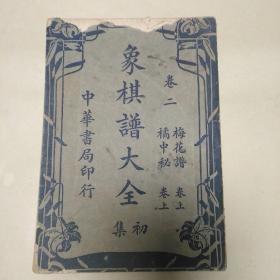 卷二
梅花譜 卷上
橘中秘 卷上
象棋譜大全
初集
中華書局印行